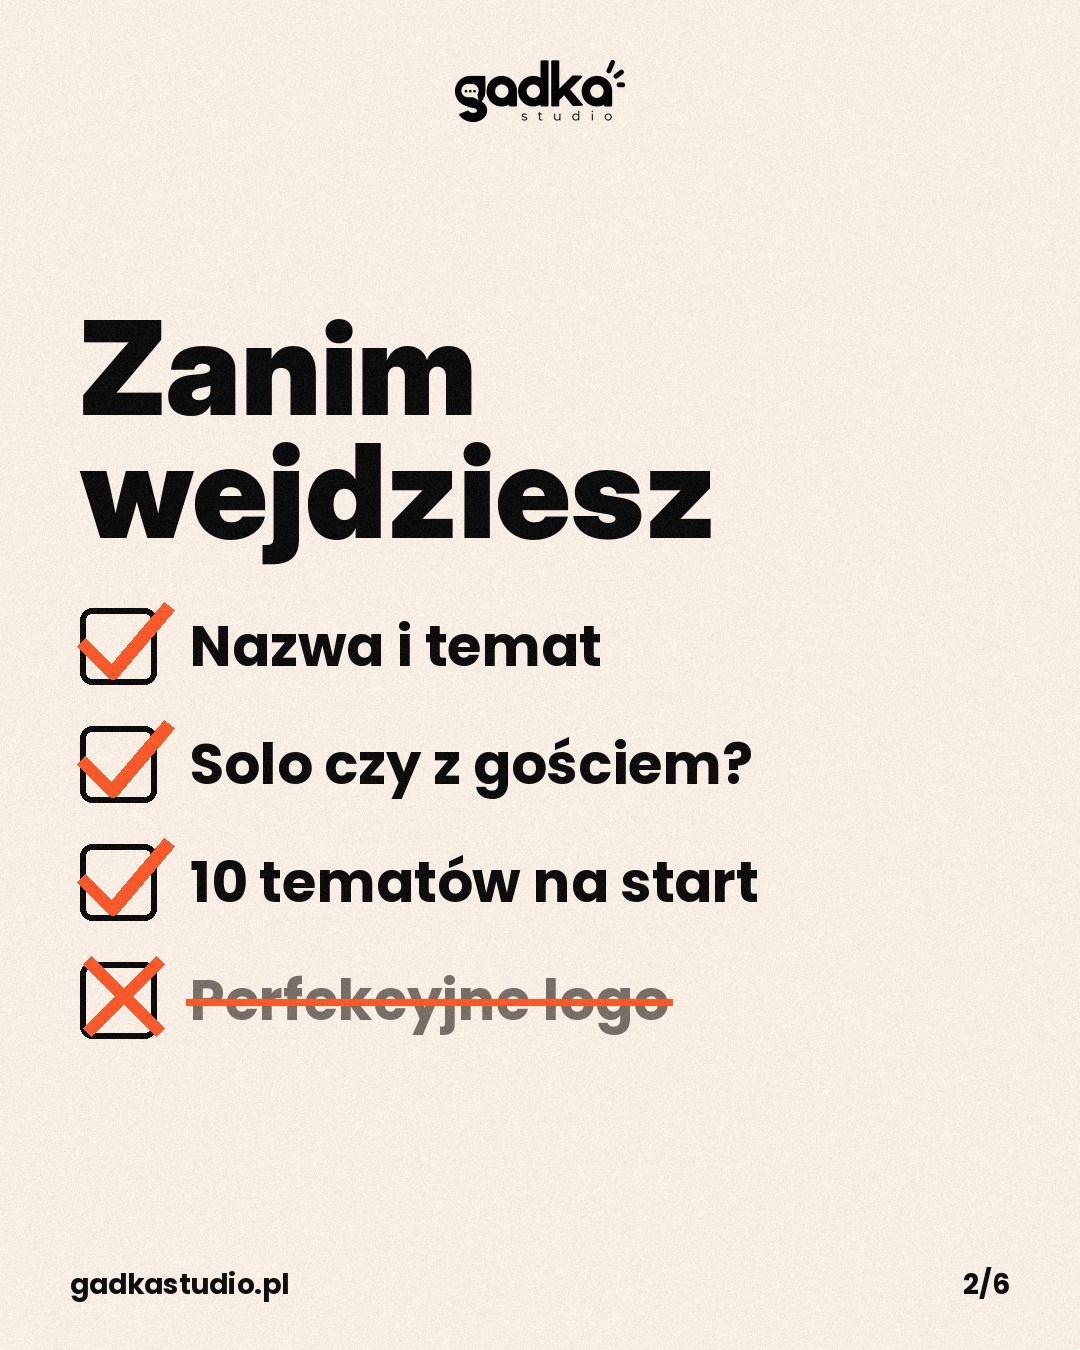 gadka
studio
Zanim
wejdziesz
Nazwa i temat
Solo czy z gościem?
10 tematów na start
Perfekcyjne logo
gadkastudio.pl
2/6